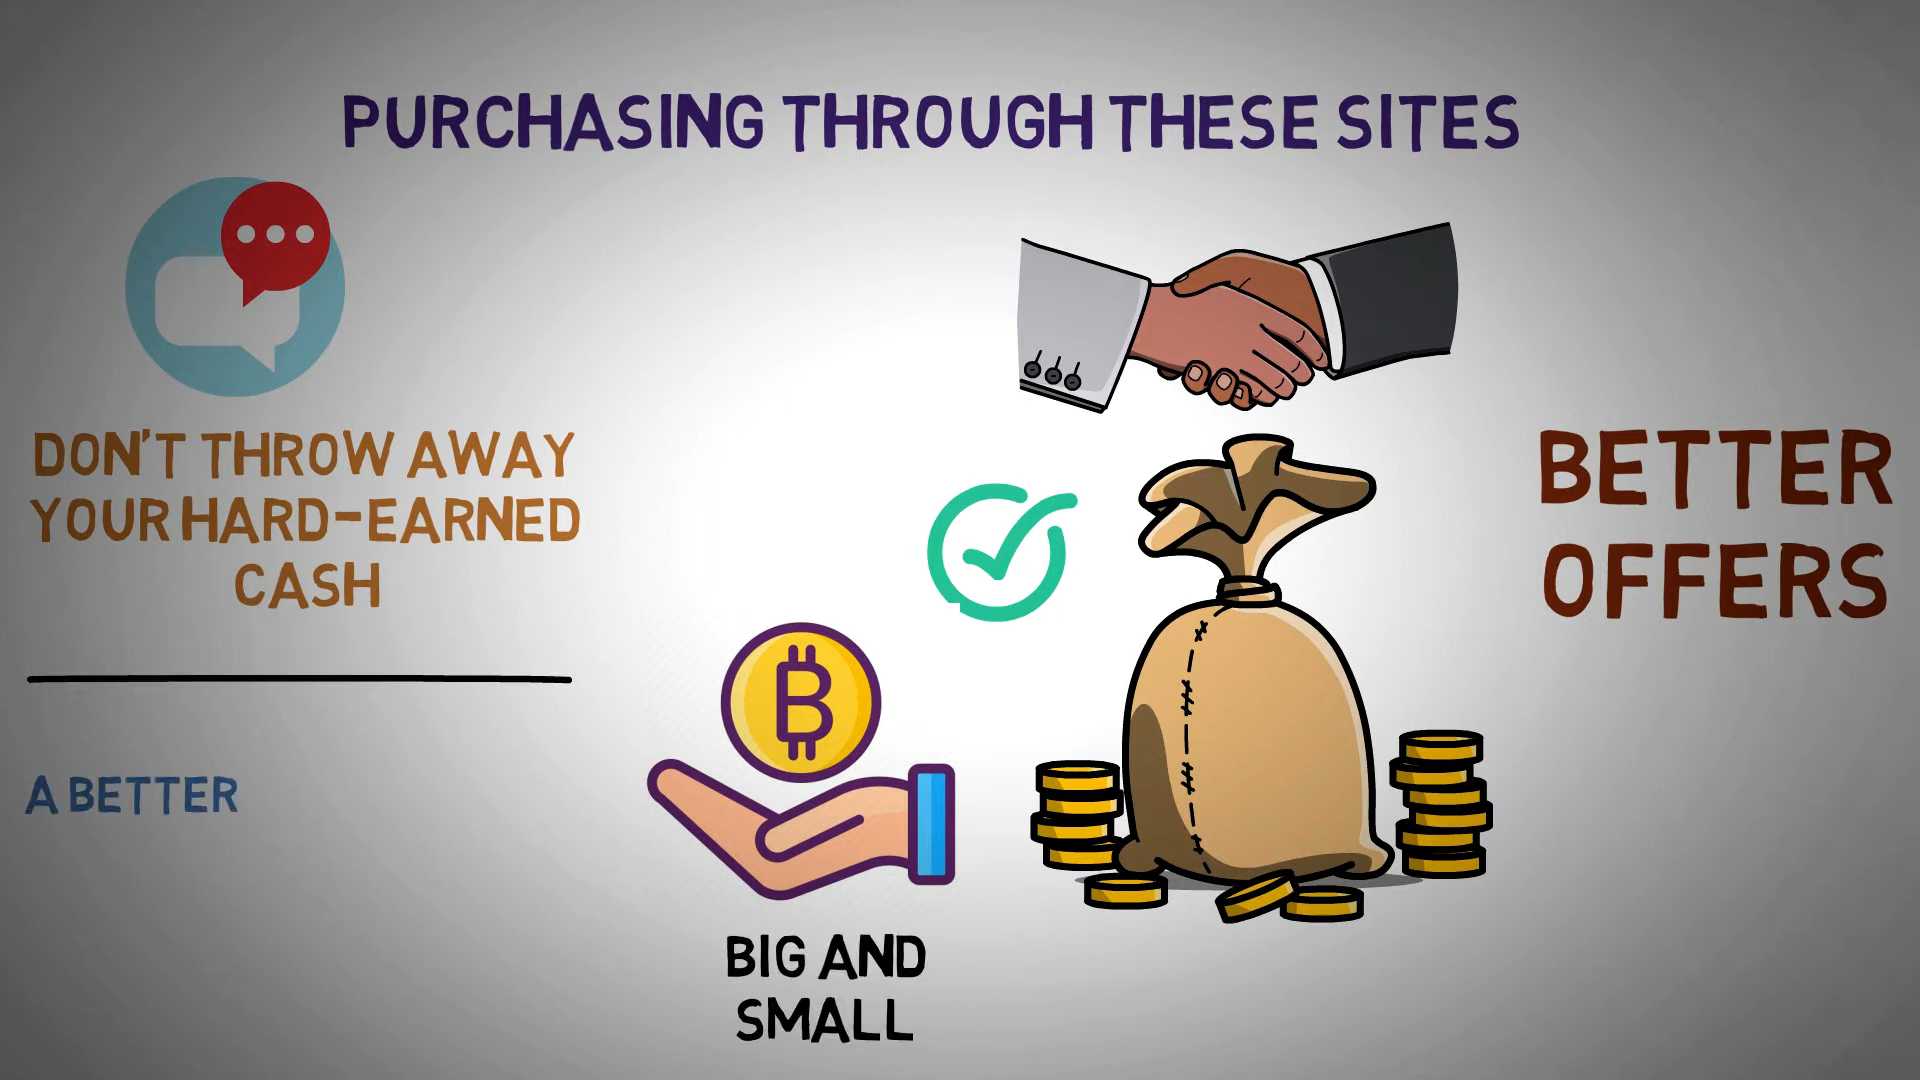 PURCHASING THROUGH THESE SITES
DON'T THROW AWAY
YOUR HARD-EARNED
CASH
A BETTER
BIG AND
SMALL
BETTER
OFFERS